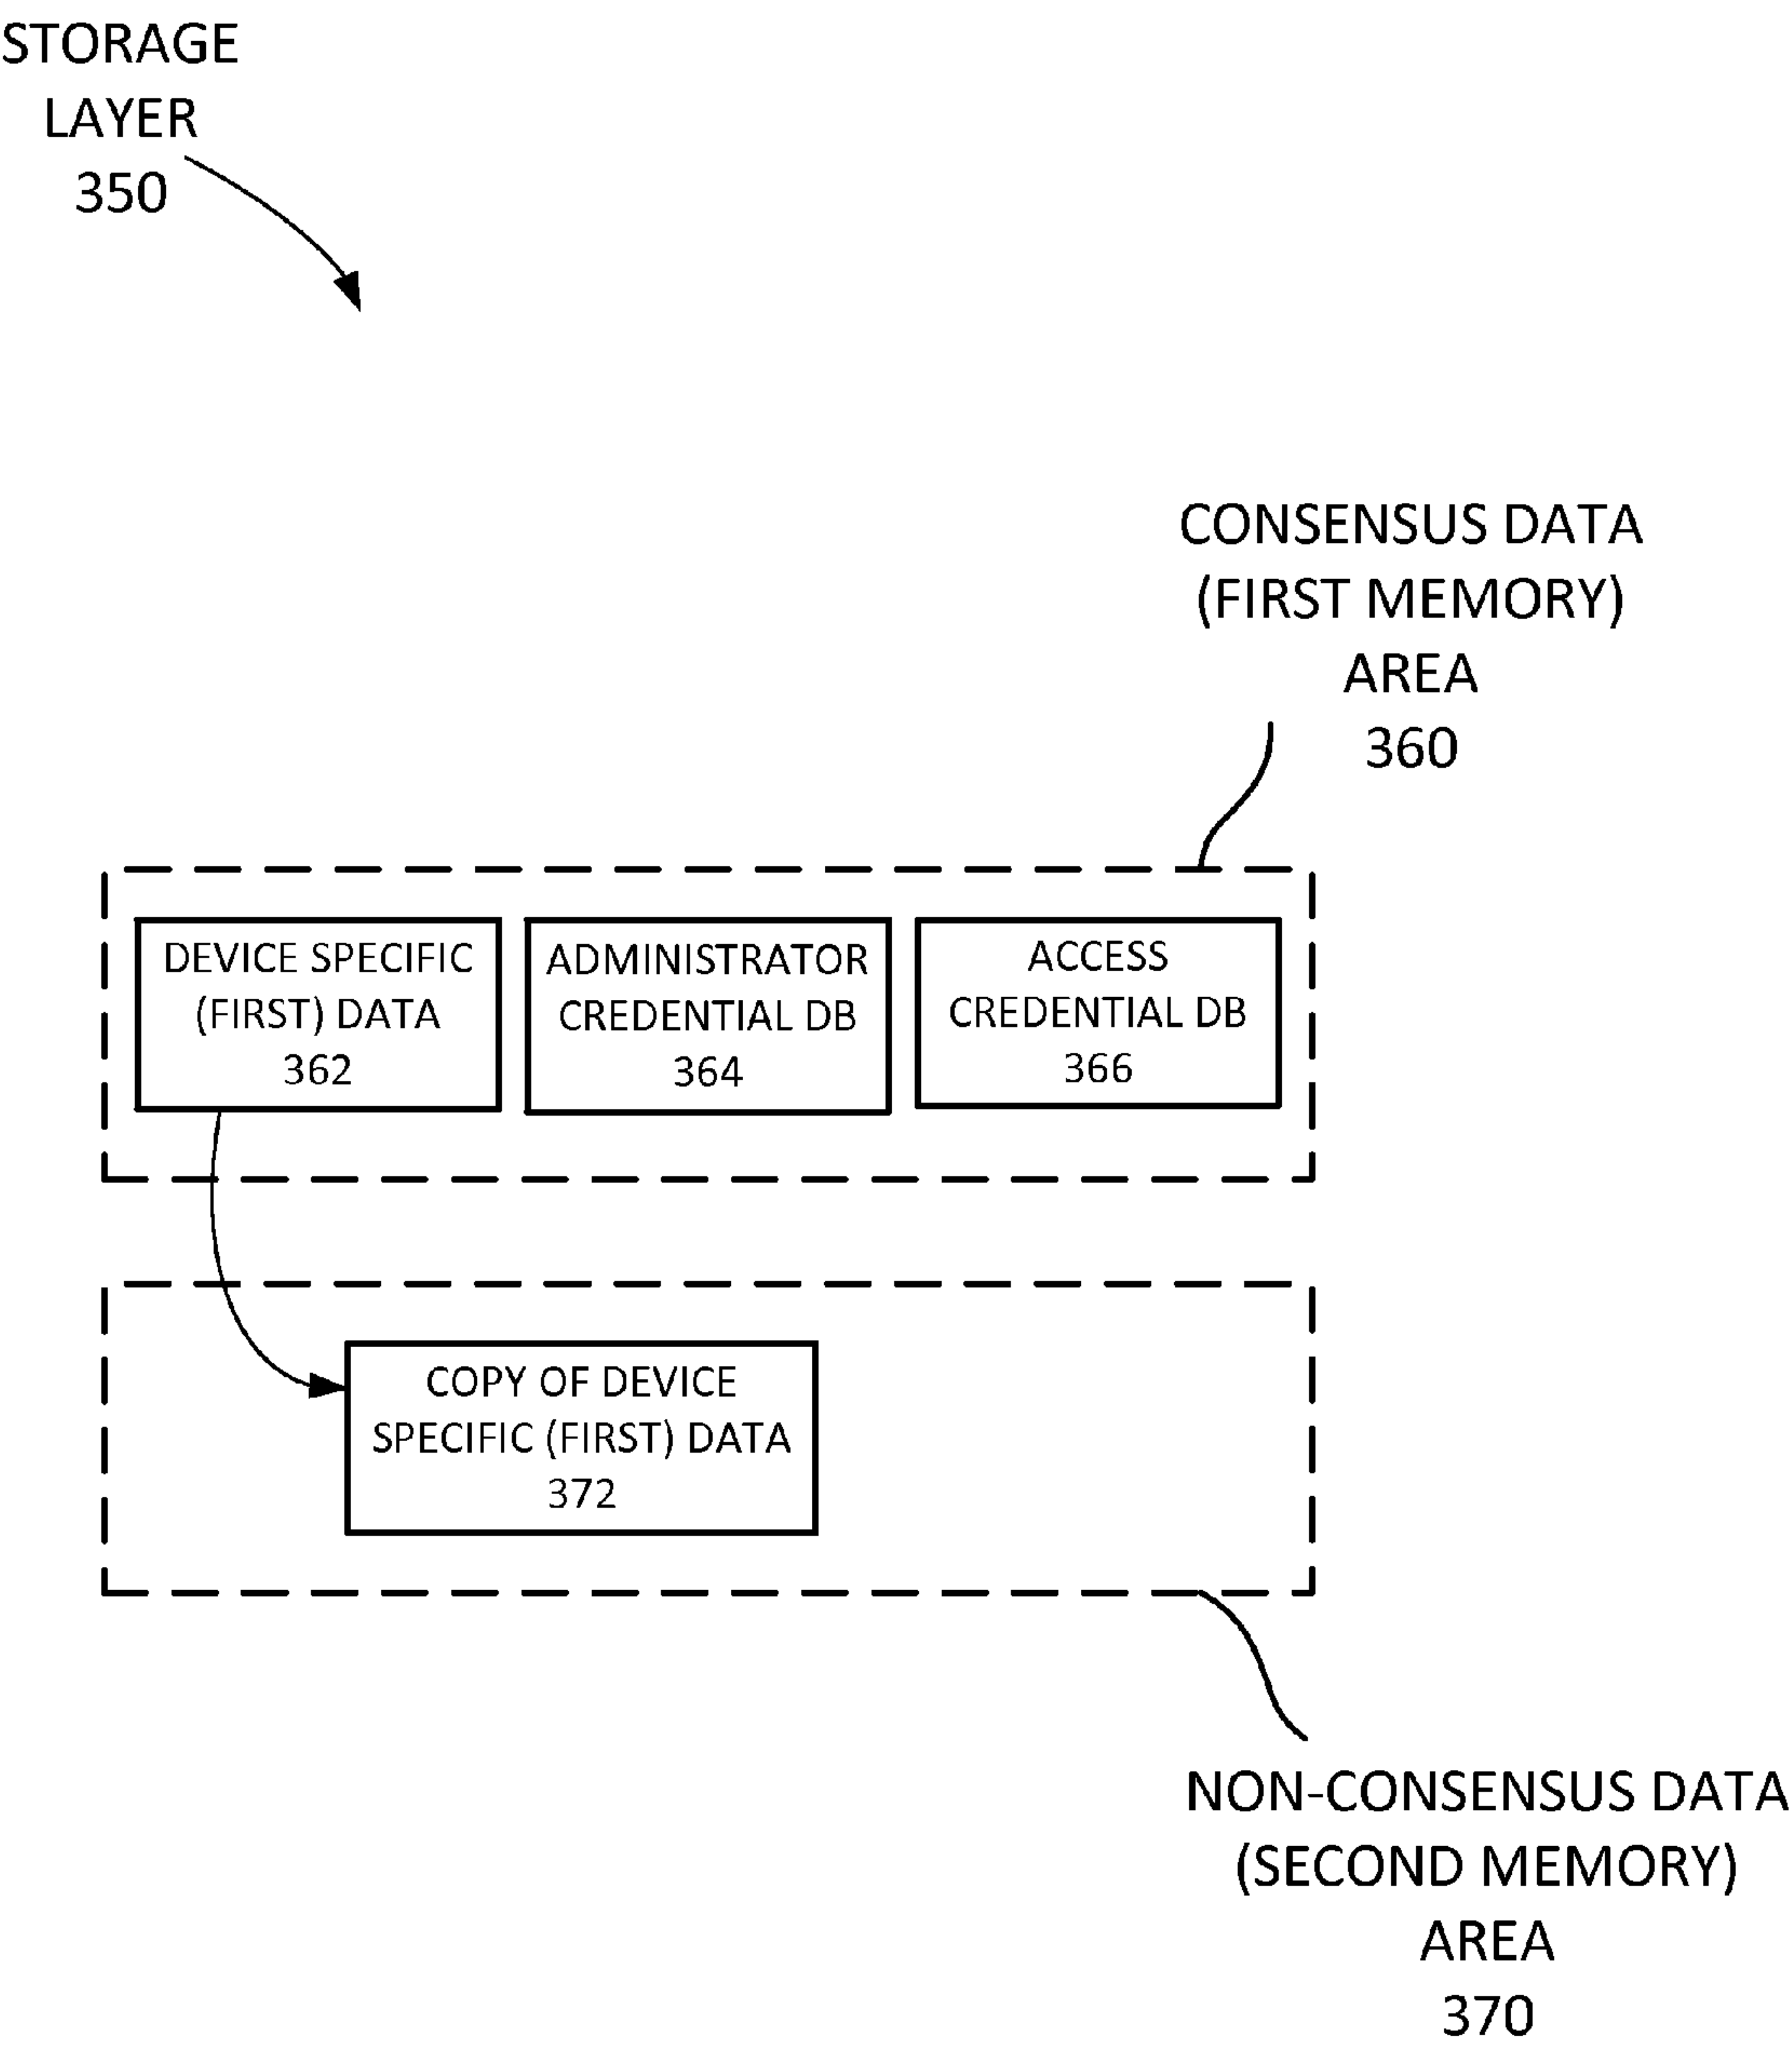 STORAGE
LAYER
350
CONSENSUS DATA
(FIRST MEMORY)
AREA
360
DEVICE SPECIFIC
(FIRST) DATA
362
ADMINISTRATOR
CREDENTIAL DB
364
ACCESS
CREDENTIAL DB
366
COPY OF DEVICE
SPECIFIC (FIRST) DATA
372
NON-CONSENSUS DATA
(SECOND MEMORY)
AREA
370